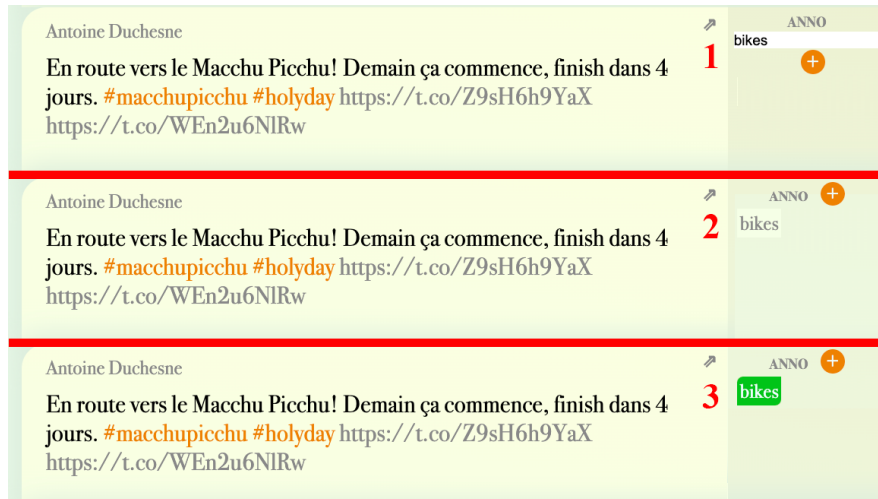 Antoine Duchesne
En route vers le Macchu Picchu! Demain ça commence, finish dans 4
jours. #macchupicchu #holyday https://t.co/Z9sH6h9YaX
https://t.co/WEn2u6NlRw
1
ANNO
bikes
+
Antoine Duchesne
En route vers le Macchu Picchu! Demain ça commence, finish dans 4
jours. #macchupicchu #holyday https://t.co/Z9sH6h9YaX
https://t.co/WEn2u6NlRw
2
ANNO +
bikes
Antoine Duchesne
En route vers le Macchu Picchu! Demain ça commence, finish dans 4
jours. #macchupicchu #holyday https://t.co/Z9sH6h9YaX
https://t.co/WEn2u6NlRw
3
ANNO +
bikes